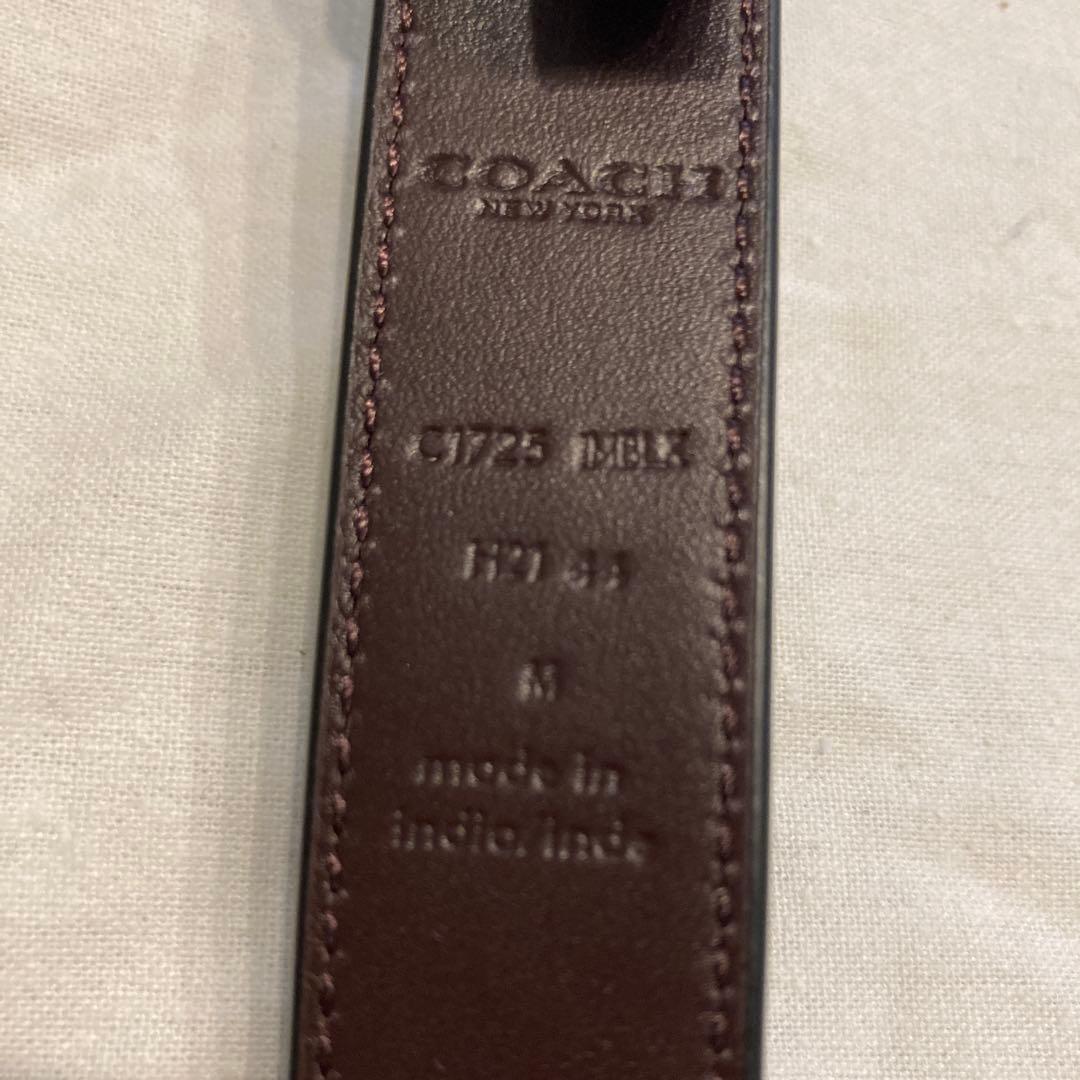 COACH
NEW YORK
C1725
M
made in
india/inde